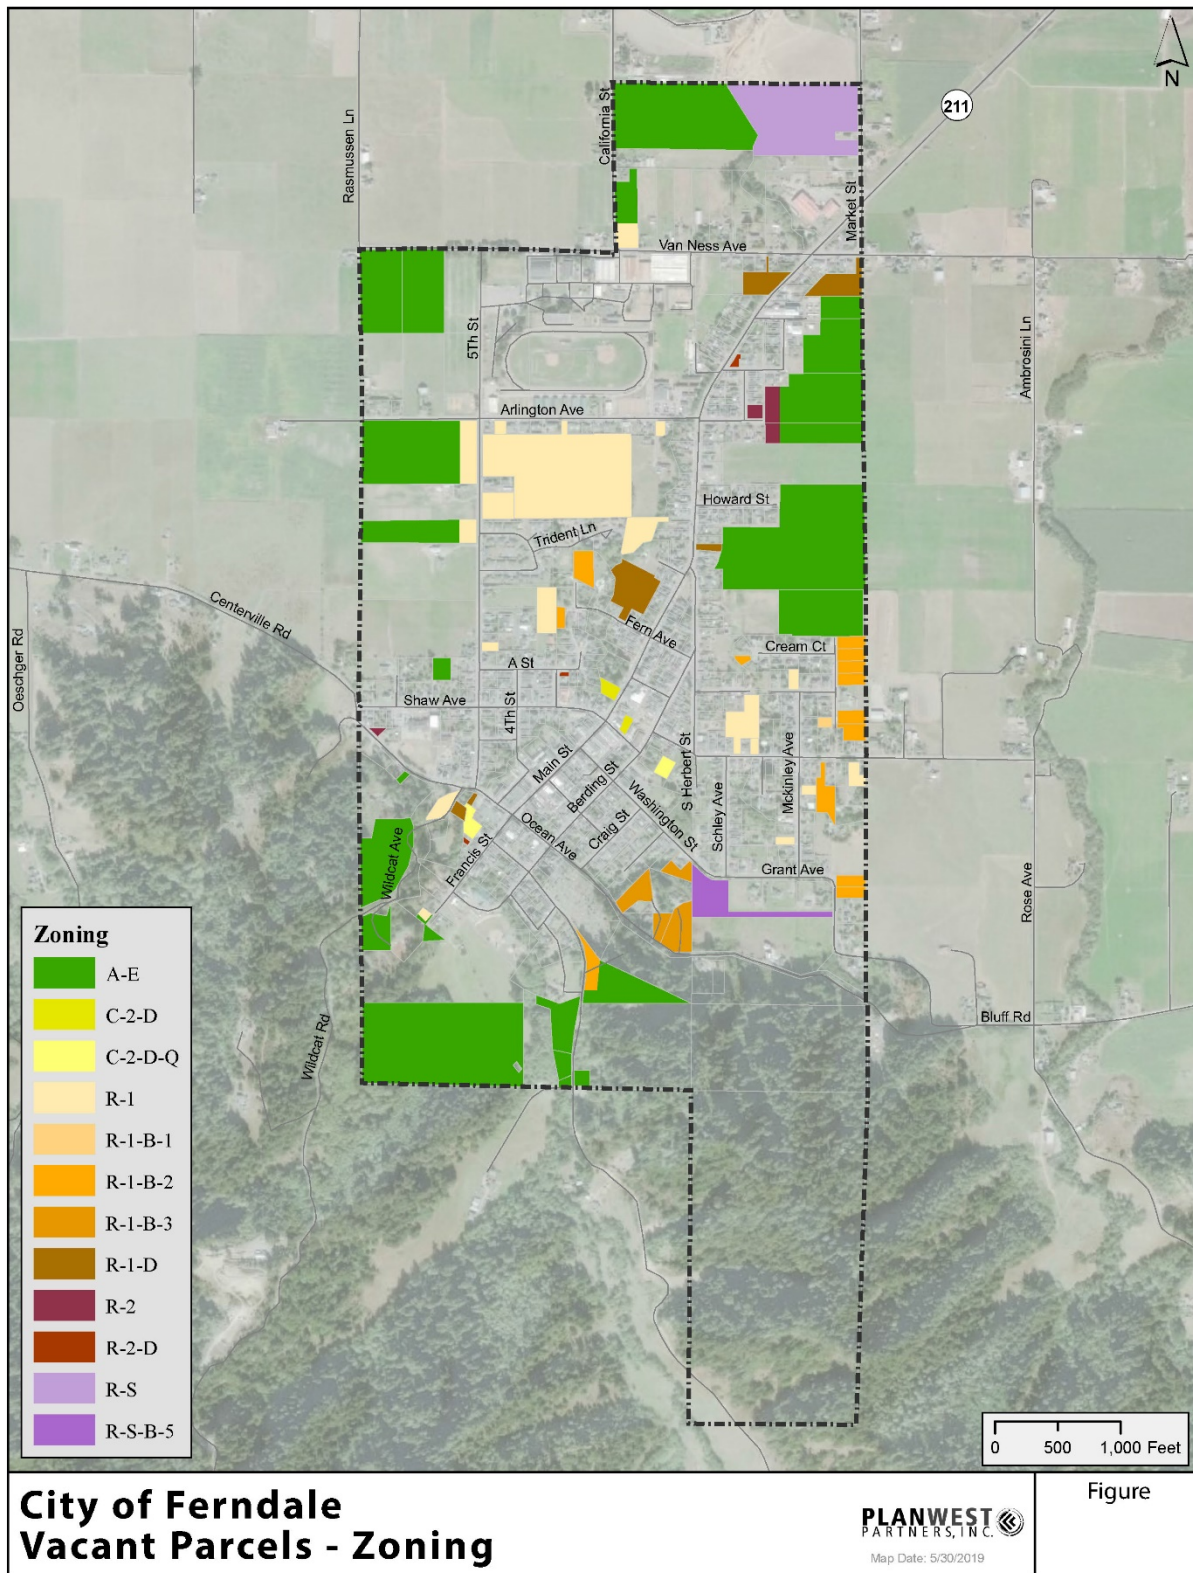 N
211
California St
Rasmussen Ln
Market St
Van Ness Ave
5Th St
Ambrosini Ln
Arlington Ave
Howard St
Trident Ln
Centerville Rd
Fern Ave
Oeschger Rd
Cream Ct
A St
Shaw Ave
4Th St
S Herbert St
Main St
Mckinley Ave
Berding St
Washington St
Schley Ave
Ocean Ave
Craig St
Francis St
Wildcat Ave
Grant Ave
Rose Ave
Bluff Rd
Wildcat Rd
Zoning
A-E
C-2-D
C-2-D-Q
R-1
R-1-B-1
R-1-B-2
R-1-B-3
R-1-D
R-2
R-2-D
R-S
R-S-B-5
0 500 1,000 Feet
City of Ferndale
Vacant Parcels - Zoning
PLANWEST
PARTNERS, INC.
Map Date: 5/30/2019
Figure